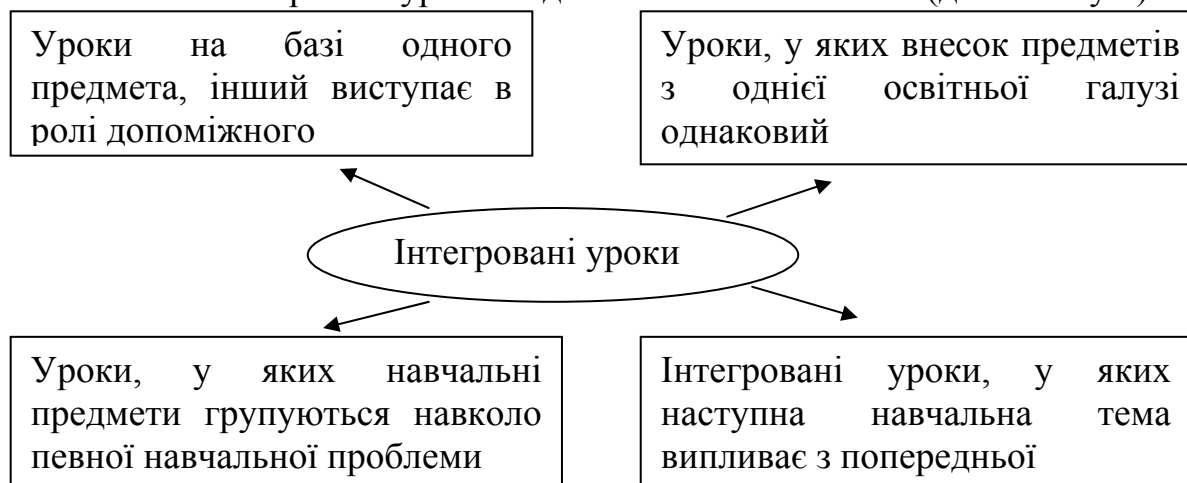 Уроки на базі одного
предмета, інший виступає в
ролі допоміжного
Уроки, у яких внесок предметів
з однієї освітньої галузі
однаковий
Інтегровані уроки
Уроки, у яких навчальні
предмети групуються навколо
певної навчальної проблеми
Інтегровані уроки, у яких
наступна навчальна тема
випливає з попередньої